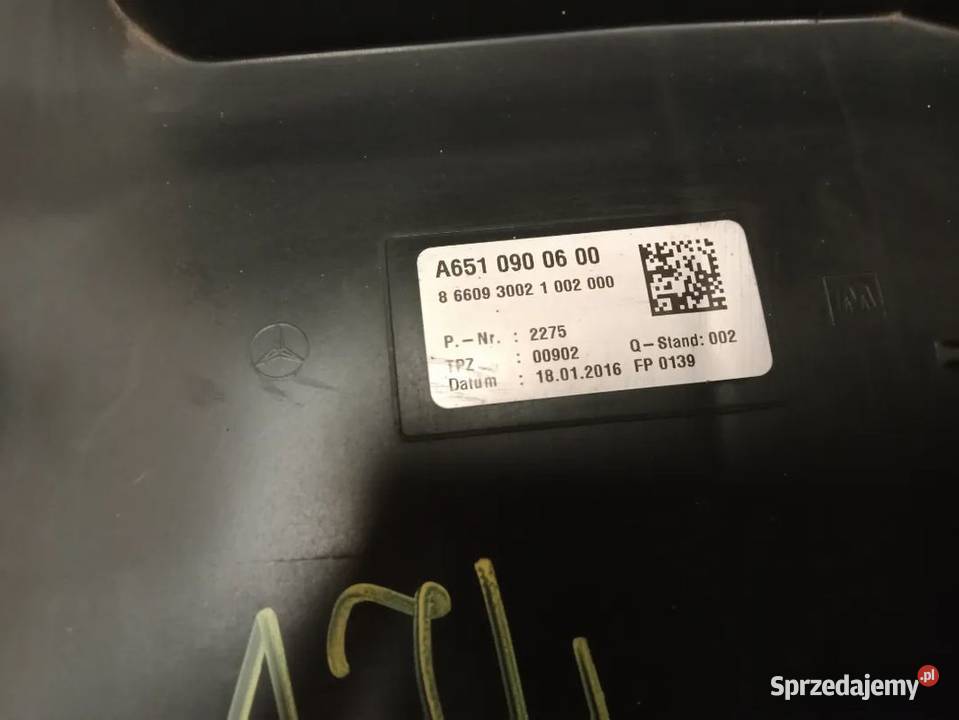 A651 090 06 00
8 6609 3002 1 002 000
P.-Nr. : 2275
TPZ : 00902 Q-Stand: 002
Datum : 18.01.2016 FP 0139
Sprzedajemy.pl